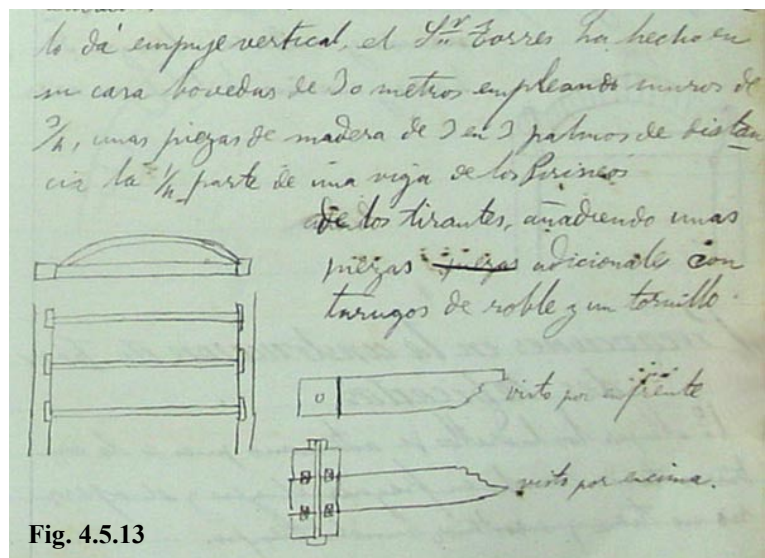 lo dá empuje vertical, el Sr. Torres ha hecho en
su casa bovedas de 30 metros empleando muros de
3/4, unas piezas de madera de 3 en 3 palmos de distan
cia la 1/4 parte de una viga de los Pirineos
de los tirantes, añadiendo unas
piezas piezas adicionales con
tarugos de roble y un tornillo.
visto por enfrente
visto por encima.
Fig. 4.5.13